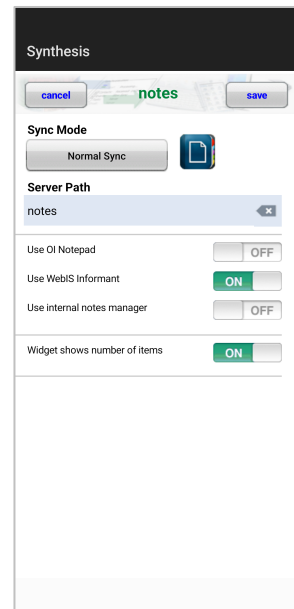 Synthesis
cancel
notes
save
Sync Mode
Normal Sync
Server Path
notes
Use OI Notepad
OFF
Use WebIS Informant
ON
Use internal notes manager
OFF
Widget shows number of items
ON